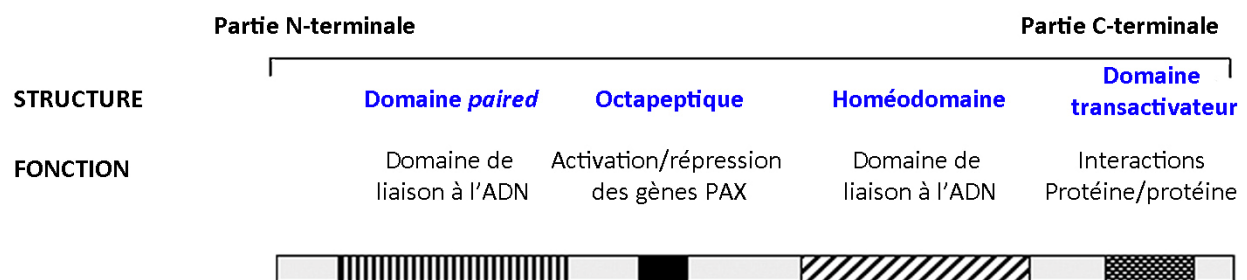 Partie N-terminale Partie C-terminale
STRUCTURE Domaine paired Octapeptique Homéodomaine Domaine transactivateur
FONCTION Domaine de liaison à l'ADN Activation/répression des gènes PAX Domaine de liaison à l'ADN Interactions Protéine/protéine